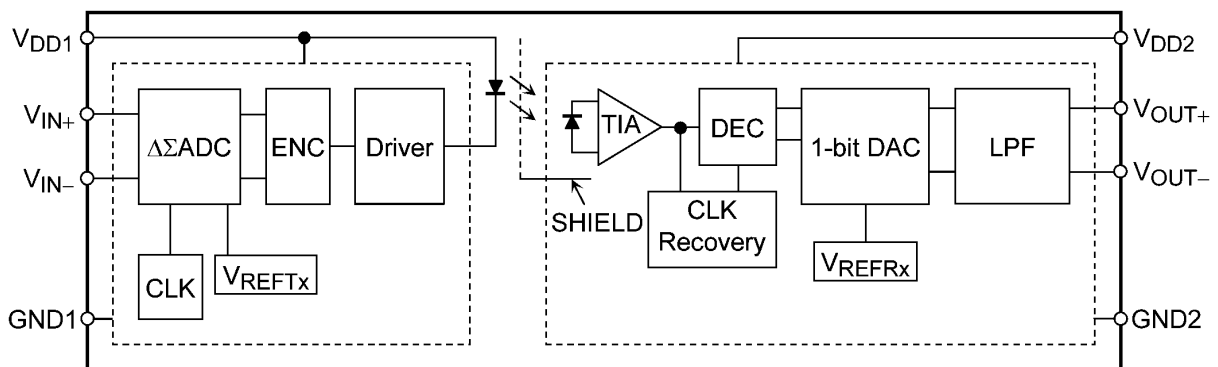 VDD1
VIN+
VIN−
GND1
ΔΣADC
ENC
Driver
CLK
VREFTx
SHIELD
TIA
DEC
1-bit DAC
LPF
CLK
Recovery
VREFRx
VDD2
VOUT+
VOUT−
GND2